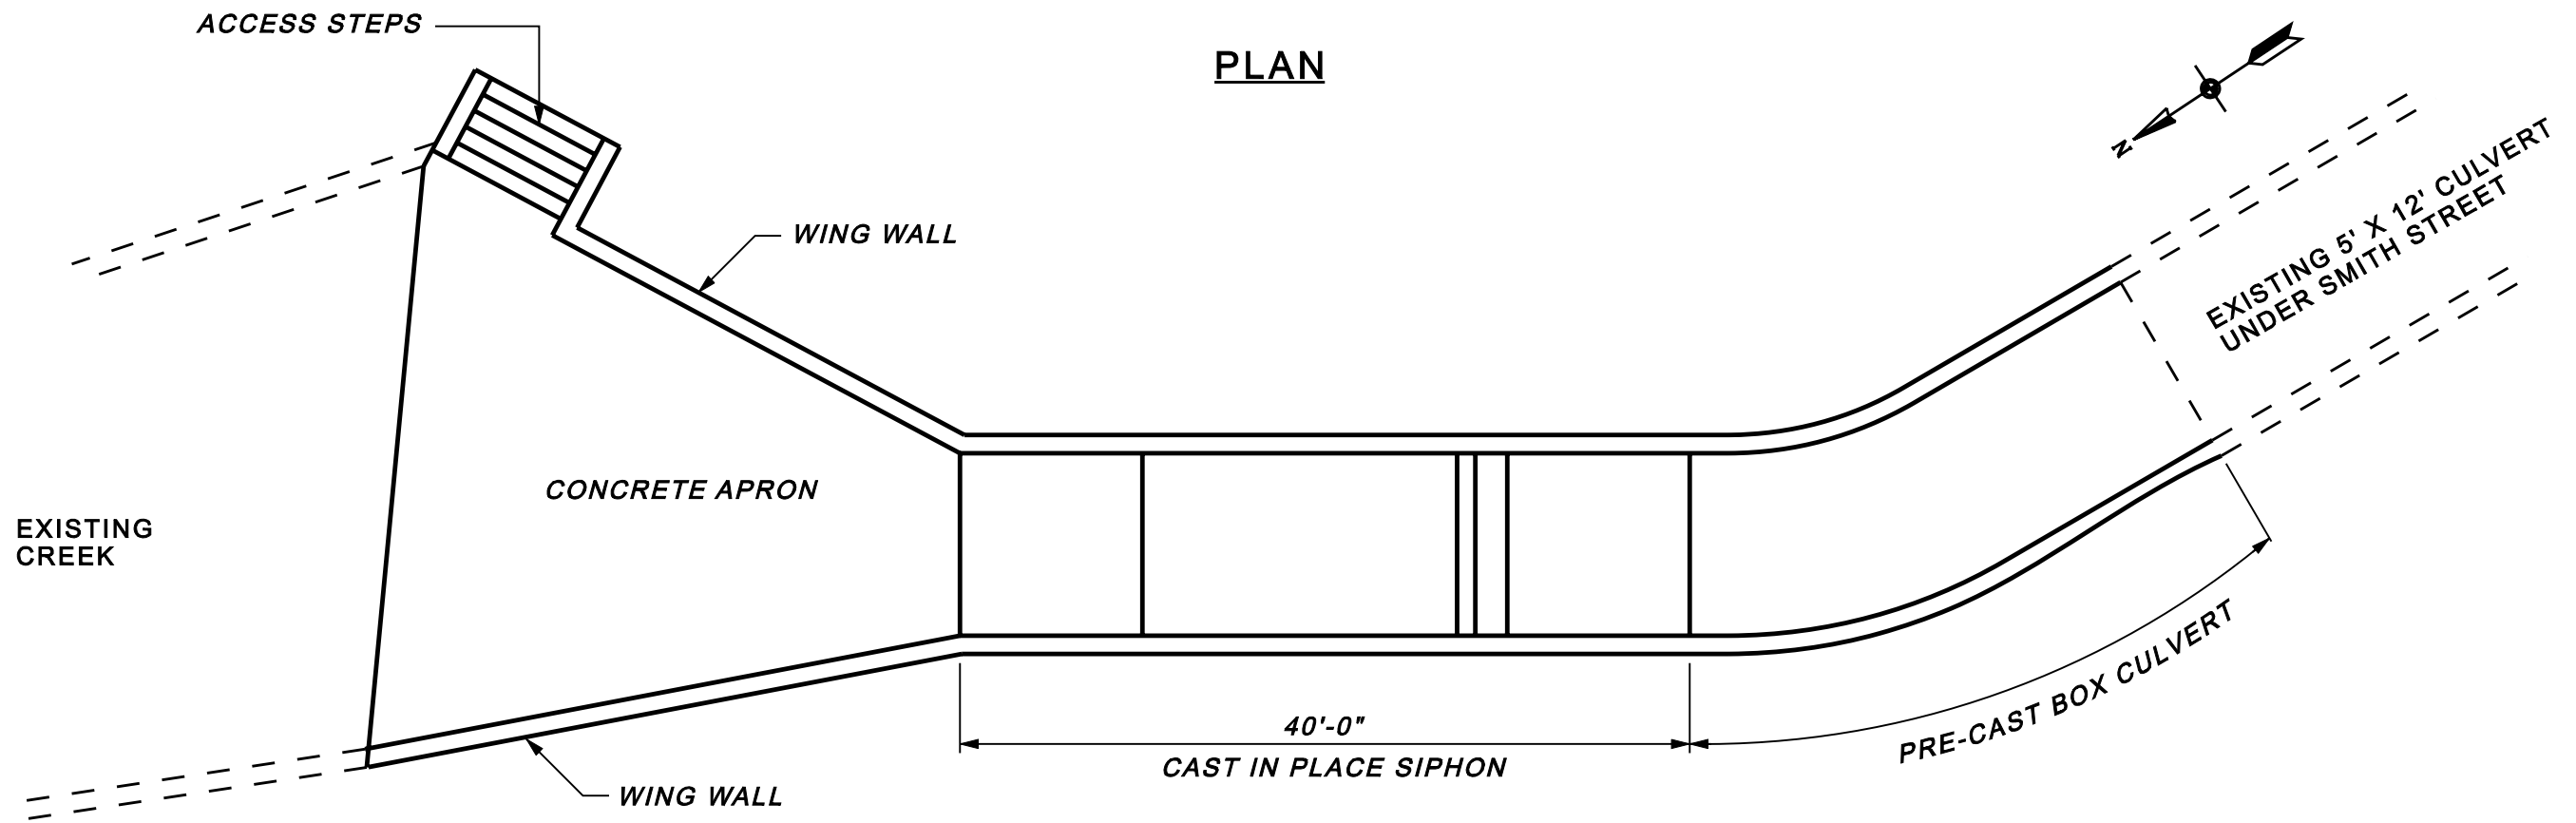 ACCESS STEPS
PLAN
N
WING WALL
EXISTING 5' X 12' CULVERT
UNDER SMITH STREET
CONCRETE APRON
EXISTING
CREEK
40'-0"
CAST IN PLACE SIPHON
PRE-CAST BOX CULVERT
WING WALL